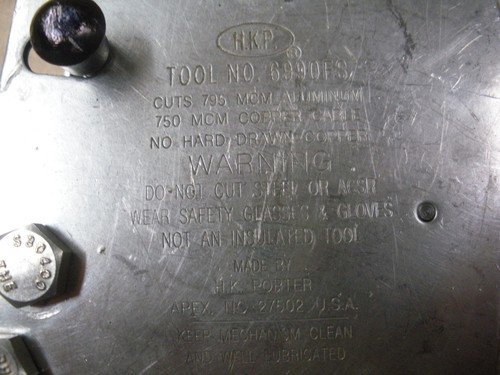 H.K.P.
®
TOOL NO. 6990FS
CUTS 795 MCM ALUMINUM
750 MCM COPPER CABLE
NO HARD DRAWN COPPER
WARNING
DO NOT CUT STEEL OR ACSR
WEAR SAFETY GLASSES & GLOVES
NOT AN INSULATED TOOL
MADE BY
H.K. PORTER
APEX, NC 27502 U.S.A.
KEEP MECHANISM CLEAN
AND WELL LUBRICATED
THE